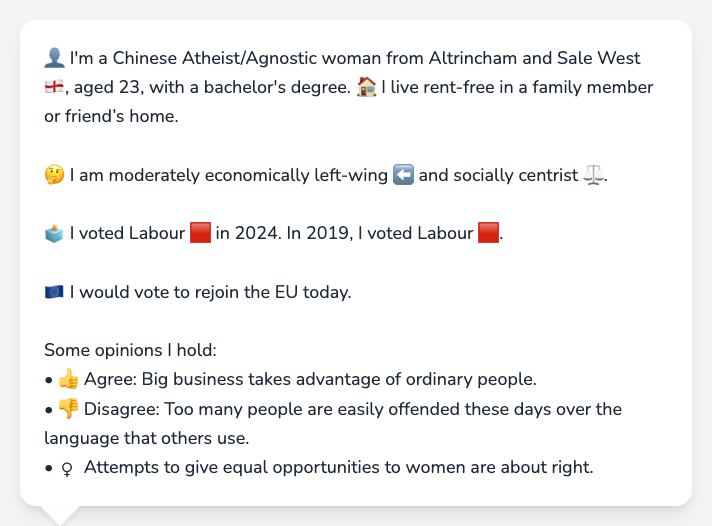 👤 I'm a Chinese Atheist/Agnostic woman from Altrincham and Sale West
🏴󠁧󠁢󠁥󠁮󠁧󠁿, aged 23, with a bachelor's degree. 🏠 I live rent-free in a family member
or friend’s home.
🤔 I am moderately economically left-wing ⬅️ and socially centrist ⚖️.
🗳️ I voted Labour 🟥 in 2024. In 2019, I voted Labour 🟥.
🇪🇺 I would vote to rejoin the EU today.
Some opinions I hold:
• 👍 Agree: Big business takes advantage of ordinary people.
• 👎 Disagree: Too many people are easily offended these days over the
language that others use.
• ♀ Attempts to give equal opportunities to women are about right.